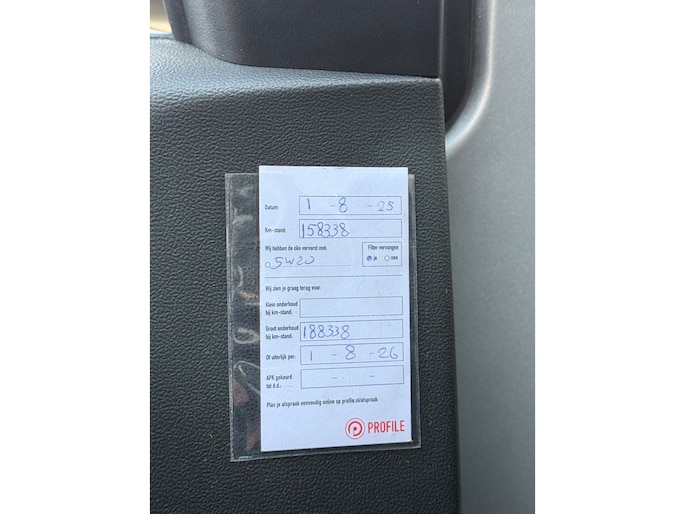 Datum: 1 - 8 - 25
Km-stand: 158338
Wij hebben de olie ververst met: Filter vervangen
0W20 ja nee
Wij zien je graag terug voor:
Klein onderhoud
bij km-stand:
Groot onderhoud
bij km-stand: 188338
Of uiterlijk per: 1 - 8 - 26
APK gekeurd
tot d.d.: - -
Plan je afspraak eenvoudig online op profile.nl/afspraak
PROFILE